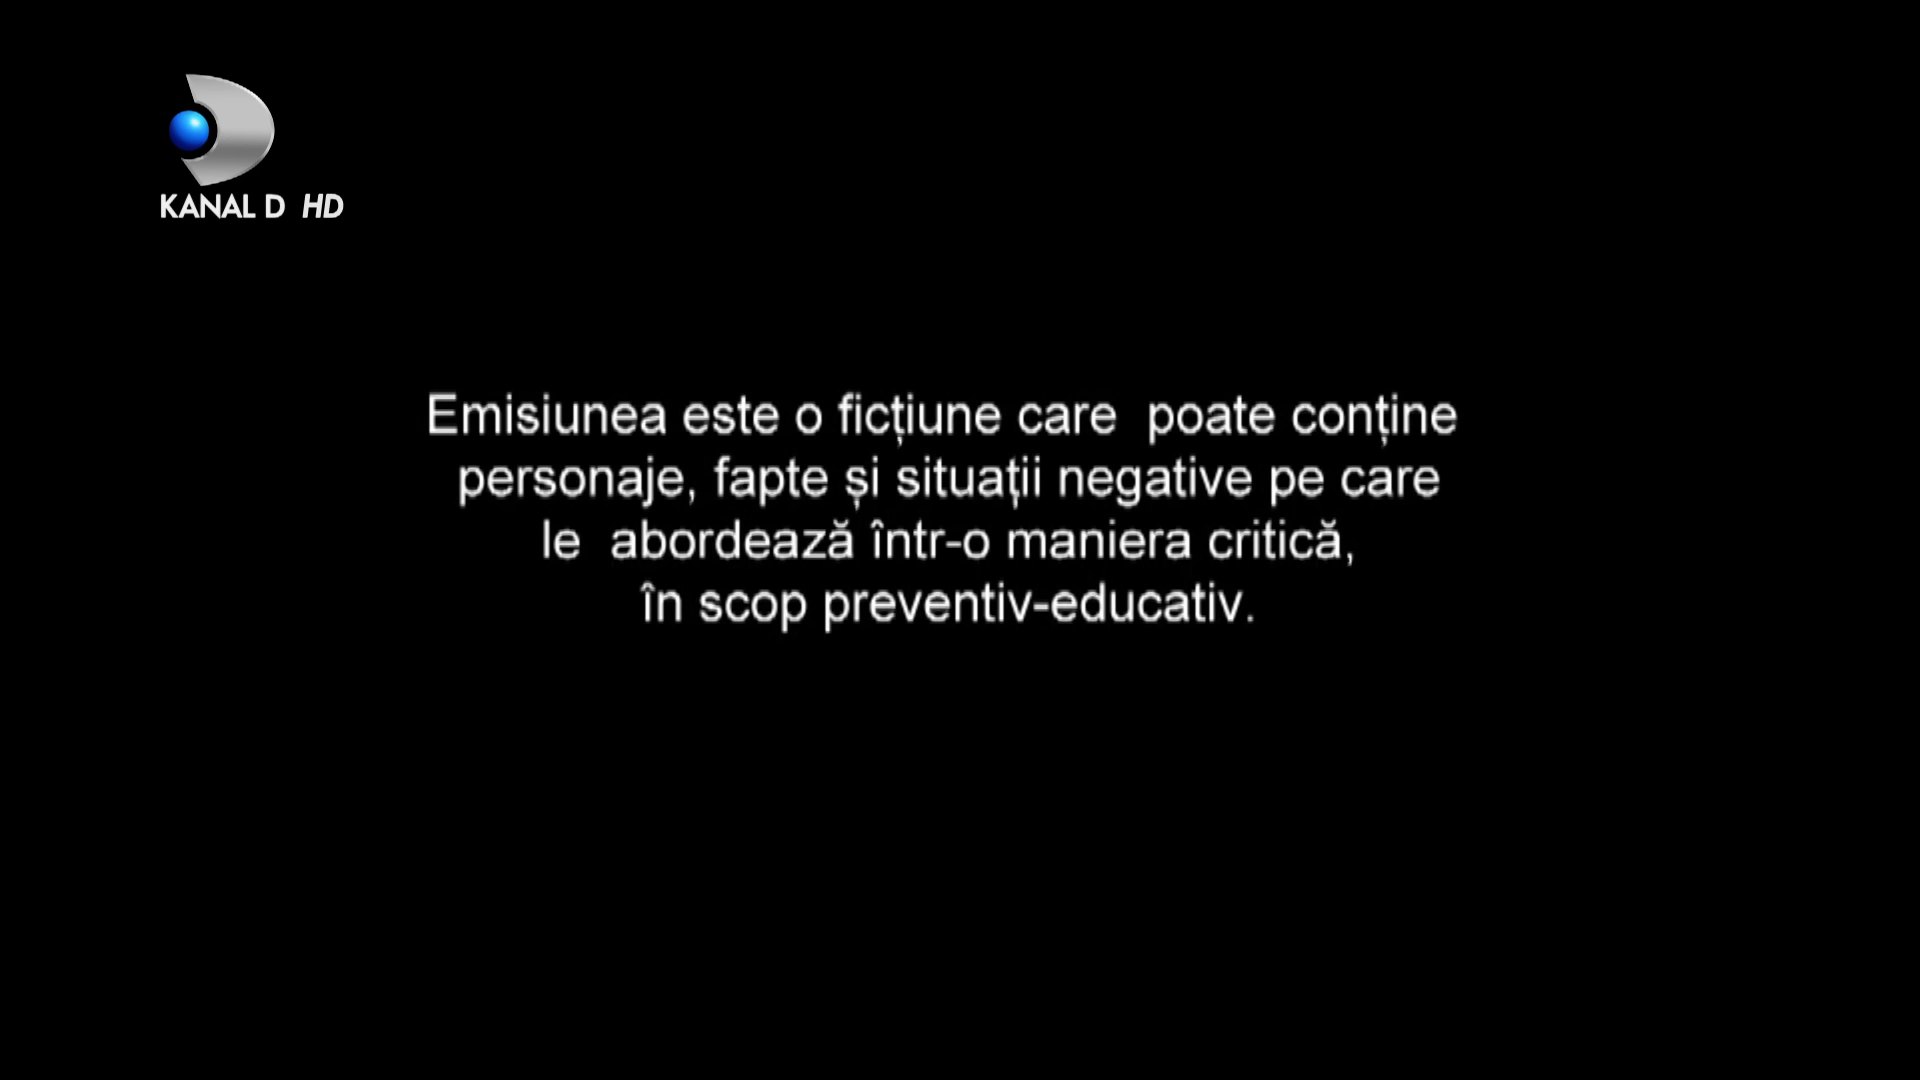 KANAL D HD
Emisiunea este o ficțiune care poate conține
personaje, fapte și situații negative pe care
le abordează într-o maniera critică,
în scop preventiv-educativ.